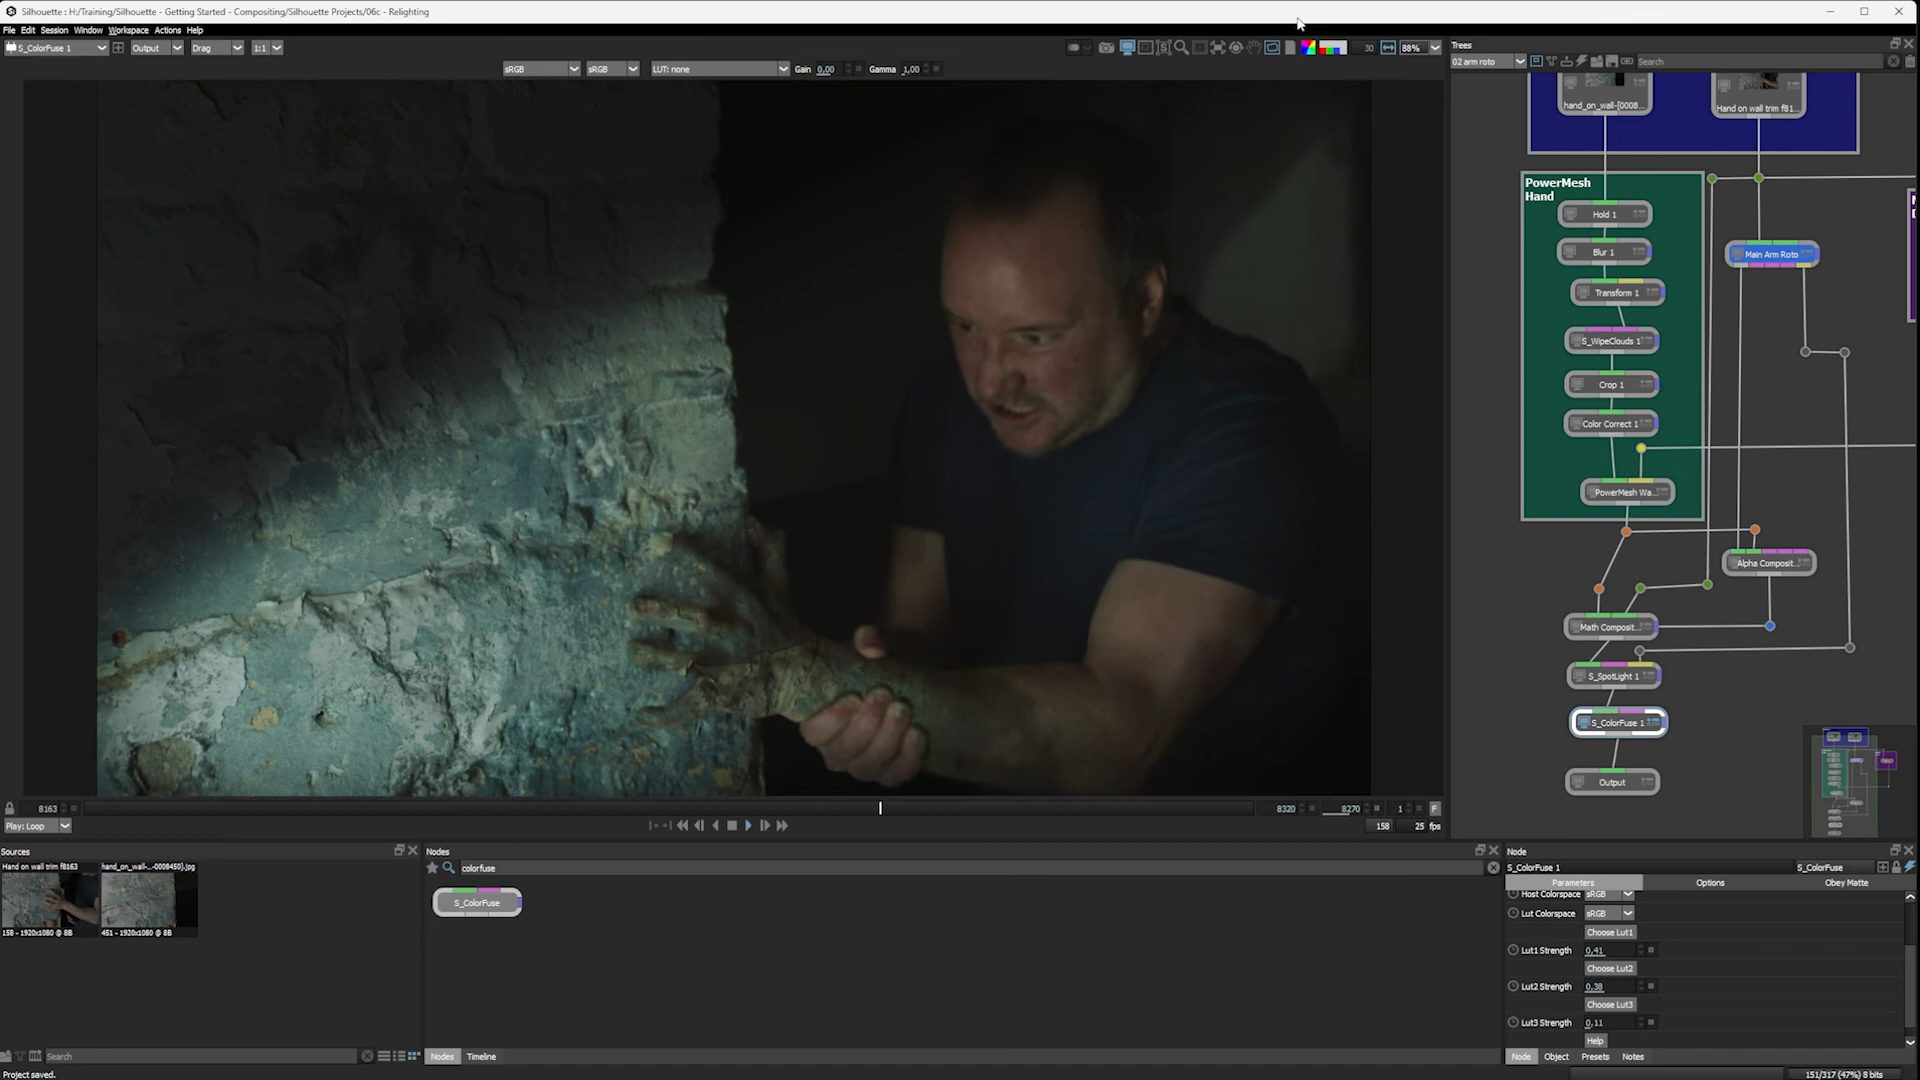 Silhouette : H:/Training/Silhouette - Getting Started - Compositing/Silhouette Projects/06c - Relighting
File Edit Session Window Workspace Actions Help
S_ColorFuse 1 Output Drag 1:1 30 88%
sRGB sRGB LUT: none Gain 0.00 Gamma 1.00
Trees
02 arm roto Search
hand_on_wall-[0008... Hand on wall trim f81...
PowerMesh
Hand
Hold 1
Blur 1
Main Arm Roto
Transform 1
S_WipeClouds 1
Crop 1
Color Correct 1
PowerMesh Wa...
Alpha Composit...
Math Composit...
S_SpotLight 1
S_ColorFuse 1
Output
8163 8320 8270 1 F
Play: Loop 158 25 fps
Sources
Hand on wall trim f8163 hand_on_wall-...-0008450].jpg
158 - 1920x1080 @ 8B 451 - 1920x1080 @ 8B
Search
Project saved.
Nodes
colorfuse
S_ColorFuse
Nodes Timeline
Node
S_ColorFuse 1 S_ColorFuse
Parameters Options Obey Matte
Host Colorspace sRGB
Lut Colorspace sRGB
Choose Lut1
Lut1 Strength 0.41
Choose Lut2
Lut2 Strength 0.38
Choose Lut3
Lut3 Strength 0.11
Help
Node Object Presets Notes
151/317 (47%) 8 bits